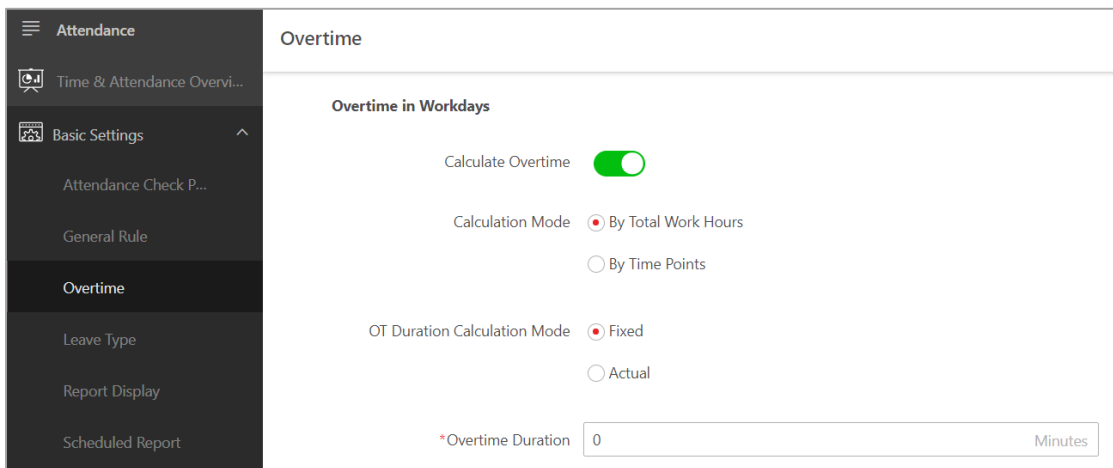 Attendance
Time & Attendance Overvi...
Basic Settings
Attendance Check P...
General Rule
Overtime
Leave Type
Report Display
Scheduled Report
Overtime
Overtime in Workdays
Calculate Overtime
Calculation Mode By Total Work Hours
By Time Points
OT Duration Calculation Mode Fixed
Actual
*Overtime Duration 0 Minutes